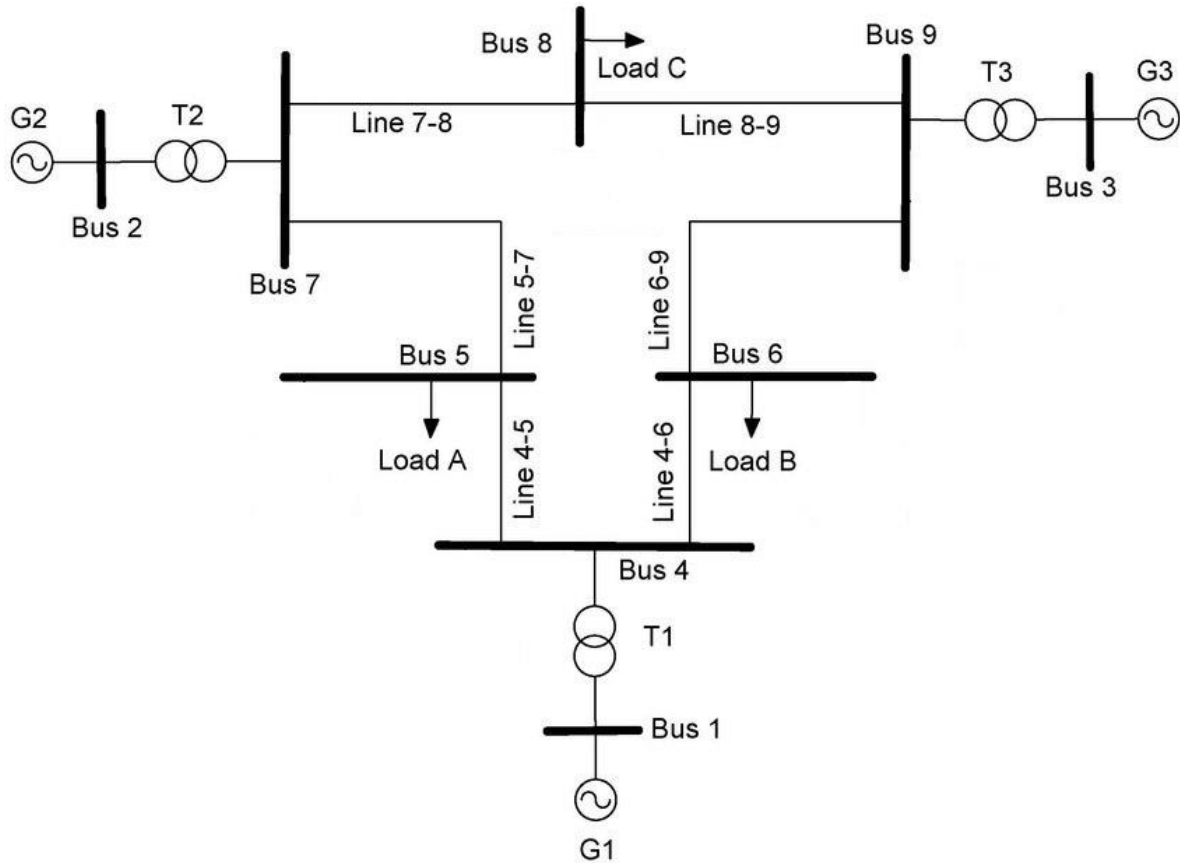 Bus 8
Load C
Bus 9
T3
G3
G2
T2
Line 7-8
Line 8-9
Bus 3
Bus 2
Bus 7
Line 5-7
Line 6-9
Bus 5
Bus 6
Load A
Line 4-5
Line 4-6
Load B
Bus 4
T1
Bus 1
G1